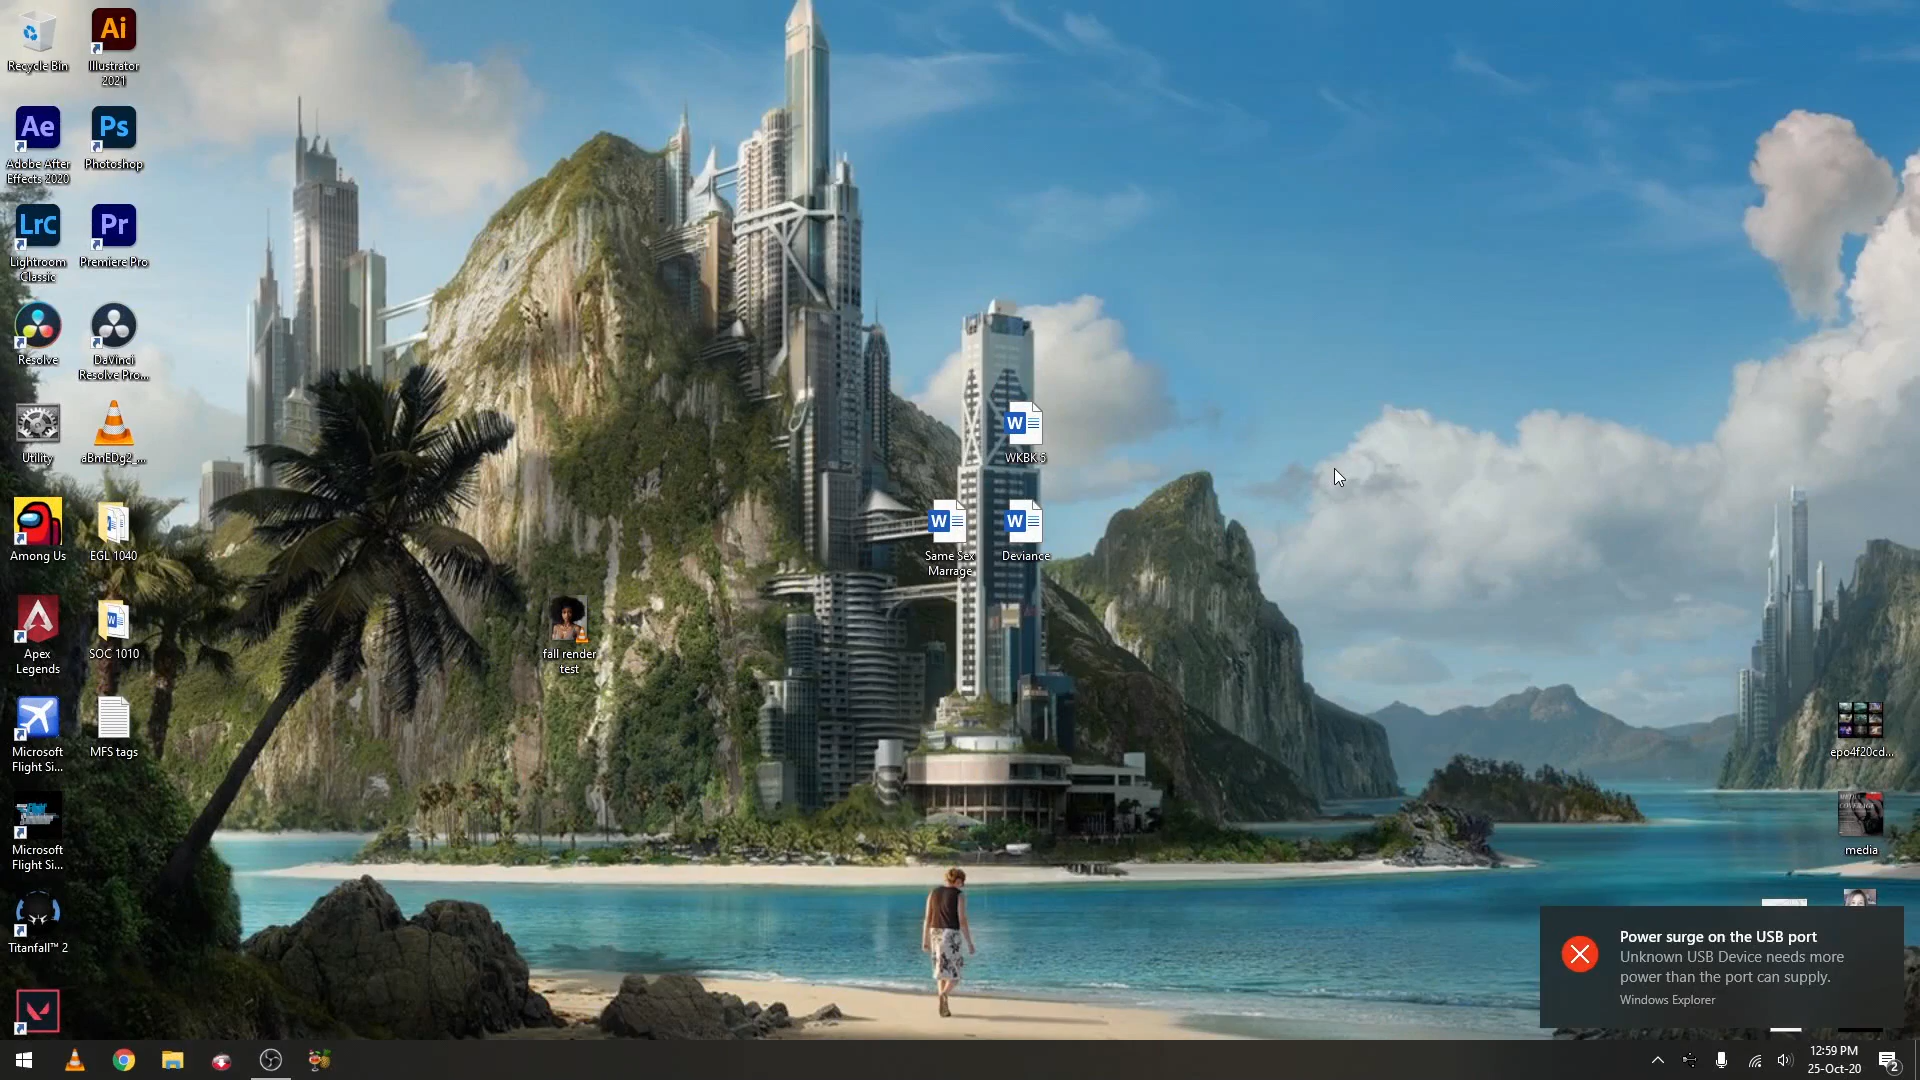 Recycle Bin
Ai
Illustrator
2021
Ae
Adobe After
Effects 2020
Ps
Photoshop
LrC
Lightroom
Classic
Pr
Premiere Pro
Resolve
DaVinci
Resolve Pro...
Utility
aBmEDg2_...
Among Us
EGL 1040
Apex
Legends
SOC 1010
Microsoft
Flight Si...
MFS tags
Microsoft
Flight Si...
Titanfall™ 2
fall render
test
W
WKBK 5
W
Same Sex
Marrage
W
Deviance
epo4f20cd...
media
Power surge on the USB port
Unknown USB Device needs more
power than the port can supply.
Windows Explorer
12:59 PM
25-Oct-20
2